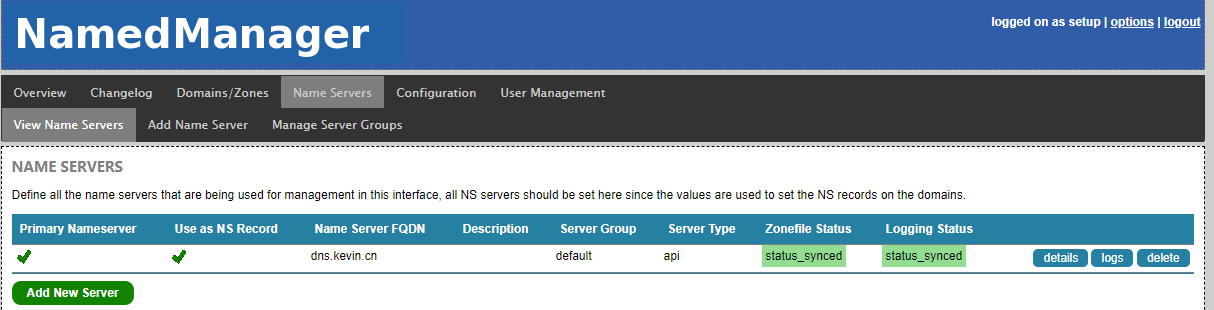 NamedManager
logged on as setup | options | logout
Overview Changelog Domains/Zones Name Servers Configuration User Management
View Name Servers Add Name Server Manage Server Groups
NAME SERVERS
Define all the name servers that are being used for management in this interface, all NS servers should be set here since the values are used to set the NS records on the domains.
Primary Nameserver Use as NS Record Name Server FQDN Description Server Group Server Type Zonefile Status Logging Status
dns.kevin.cn default api status_synced status_synced details logs delete
Add New Server